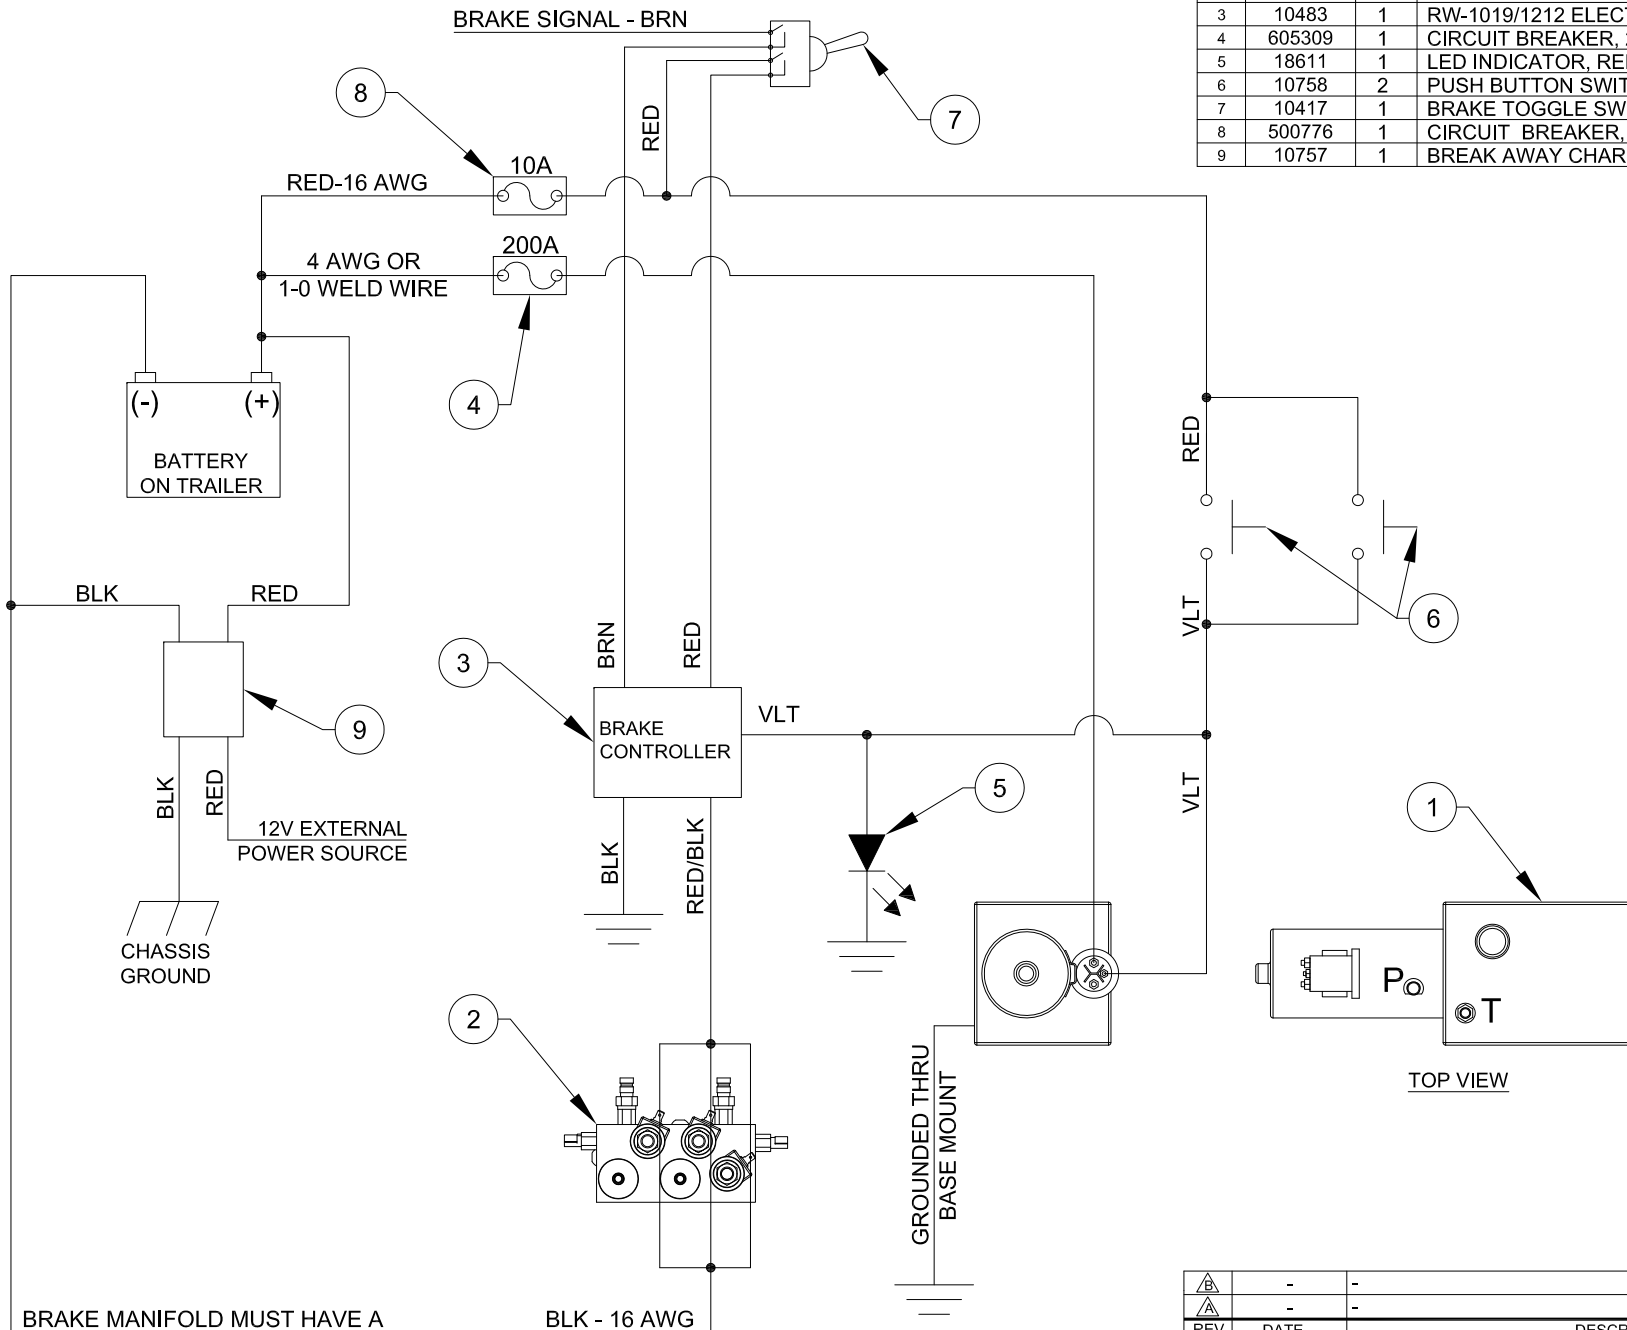 BRAKE SIGNAL - BRN
3 10483 1 RW-1019/1212
4 605309 1 CIRCUIT BREAKER,
5 18611 1 LED INDICATOR,
6 10758 2 PUSH BUTTON
7 10417 1 BRAKE TOGGLE
8 500776 1 CIRCUIT BREAKER,
9 10757 1 BREAK AWAY
8
7
RED
10A
RED-16 AWG
200A
4 AWG OR
1-0 WELD WIRE
4
(-) (+)
BATTERY
ON TRAILER
RED
BLK RED
VLT
6
BRN
RED
3
9
BRAKE
CONTROLLER
VLT
BLK
RED
12V EXTERNAL
POWER SOURCE
BLK
RED/BLK
5
VLT
1
CHASSIS
GROUND
2
P
T
TOP VIEW
GROUNDED THRU
BASE MOUNT
BRAKE MANIFOLD MUST HAVE A
BLK - 16 AWG
B - -
A - -
REV DATE